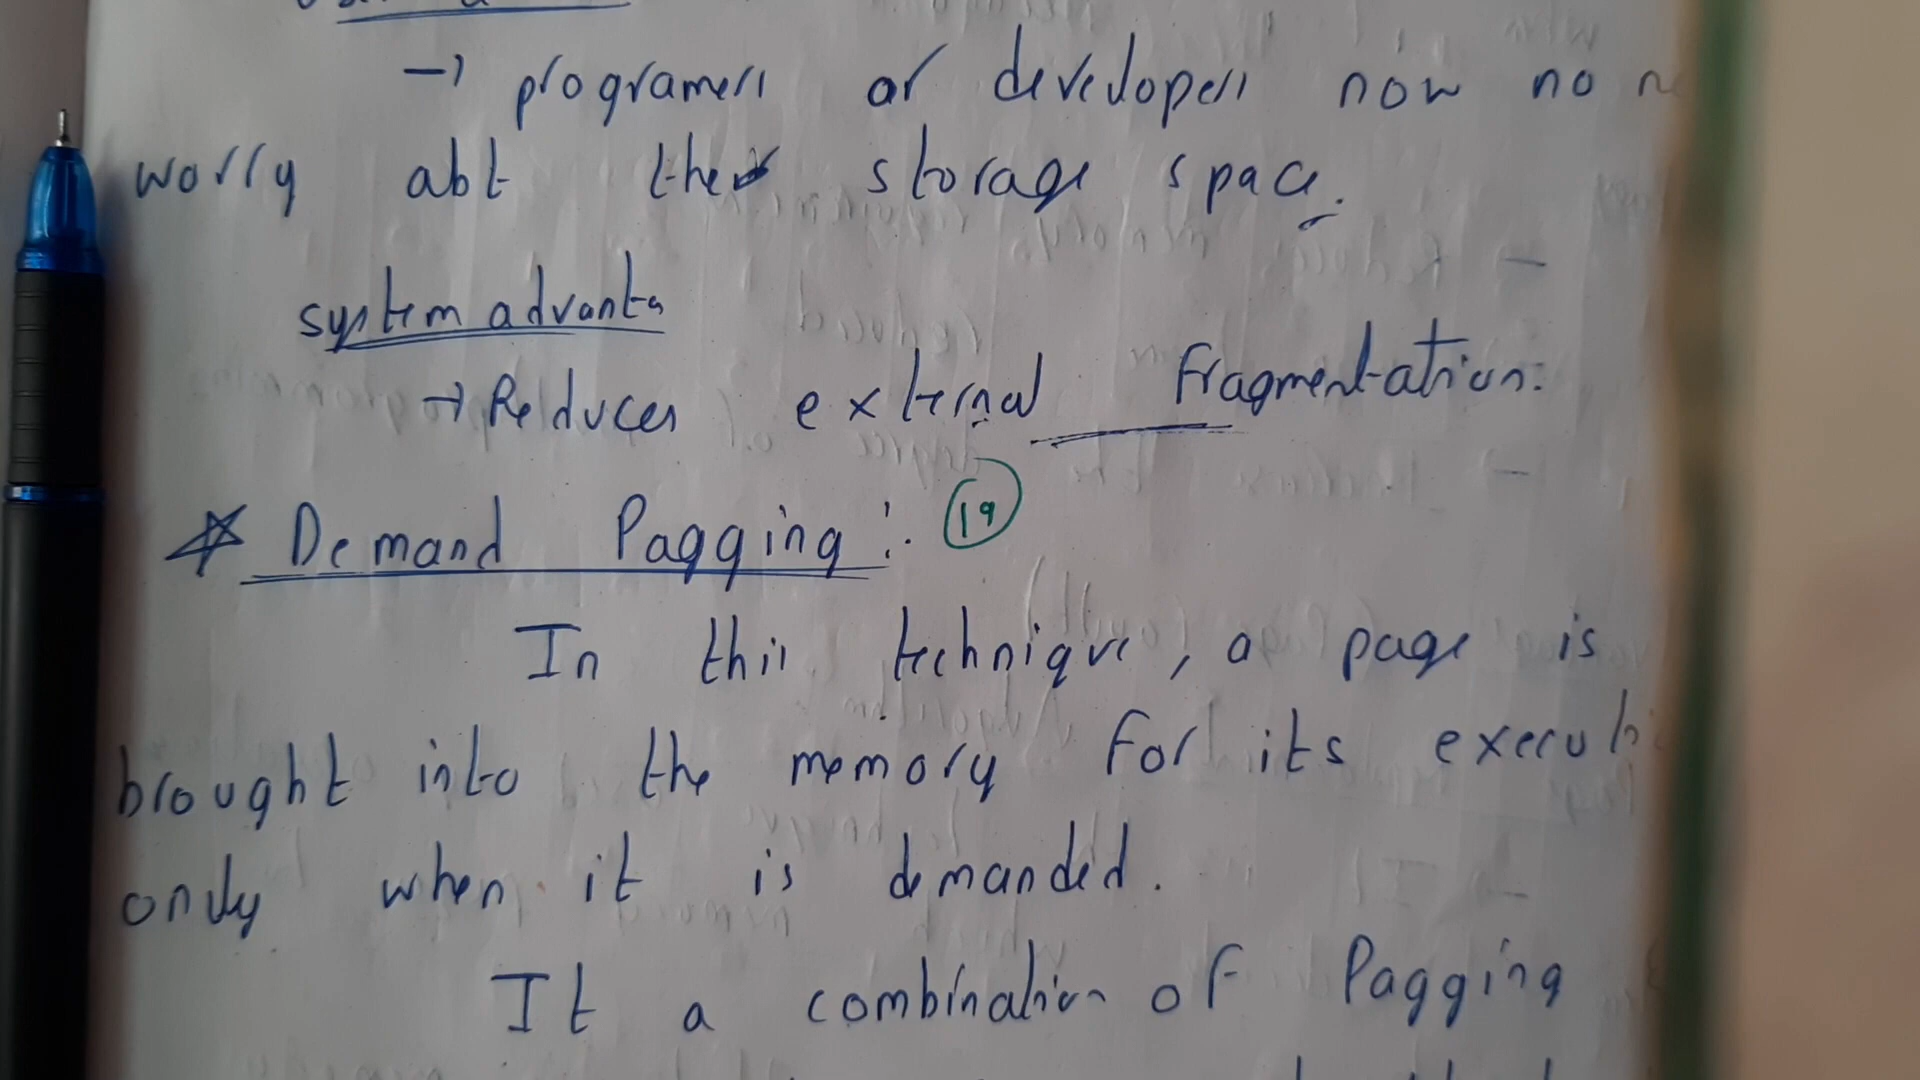 → programers or developers now no
worry abt the storage space.
system advanta
→ Reduces external fragmentation.
☆ Demand Pagging :- 19
In this technique, a page is
brought into the memory for its executi
only when it is demanded.
It a combination of Pagging